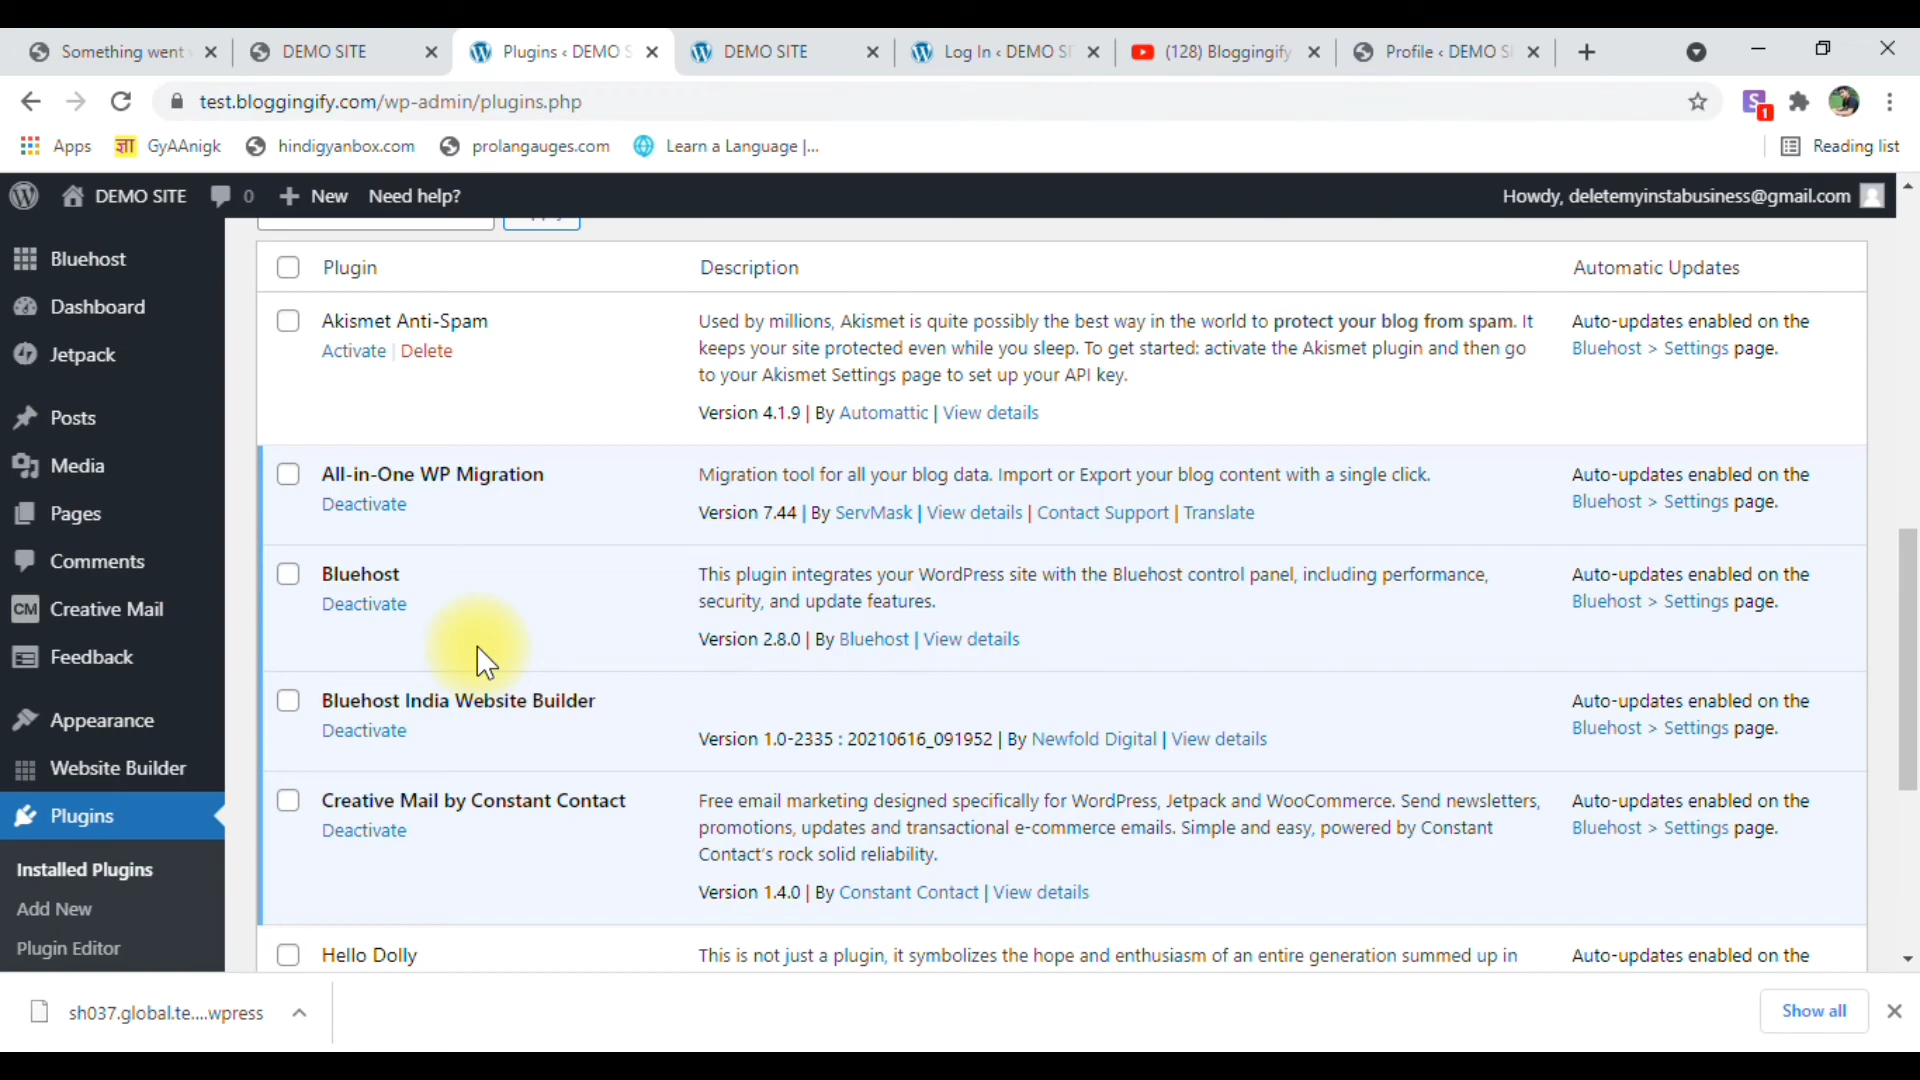 Something went
DEMO SITE
Plugins ‹ DEMO S
DEMO SITE
Log In ‹ DEMO SI
(128) Bloggingify
Profile ‹ DEMO S
test.bloggingify.com/wp-admin/plugins.php
S
1
Apps
ज्ञा
GyAAnigk
hindigyanbox.com
prolangauges.com
Learn a Language |...
Reading list
DEMO SITE
0
New
Need help?
Howdy, deletemyinstabusiness@gmail.com
Bluehost
Dashboard
Jetpack
Posts
Media
Pages
Comments
CM
Creative Mail
Feedback
Appearance
Website Builder
Plugins
Installed Plugins
Add New
Plugin Editor
Plugin
Description
Automatic Updates
Akismet Anti-Spam
Activate | Delete
Used by millions, Akismet is quite possibly the best way in the world to protect your blog from spam. It
keeps your site protected even while you sleep. To get started: activate the Akismet plugin and then go
to your Akismet Settings page to set up your API key.
Version 4.1.9 | By Automattic | View details
Auto-updates enabled on the
Bluehost > Settings page.
All-in-One WP Migration
Deactivate
Migration tool for all your blog data. Import or Export your blog content with a single click.
Version 7.44 | By ServMask | View details | Contact Support | Translate
Auto-updates enabled on the
Bluehost > Settings page.
Bluehost
Deactivate
This plugin integrates your WordPress site with the Bluehost control panel, including performance,
security, and update features.
Version 2.8.0 | By Bluehost | View details
Auto-updates enabled on the
Bluehost > Settings page.
Bluehost India Website Builder
Deactivate
Version 1.0-2335 : 20210616_091952 | By Newfold Digital | View details
Auto-updates enabled on the
Bluehost > Settings page.
Creative Mail by Constant Contact
Deactivate
Free email marketing designed specifically for WordPress, Jetpack and WooCommerce. Send newsletters,
promotions, updates and transactional e-commerce emails. Simple and easy, powered by Constant
Contact's rock solid reliability.
Version 1.4.0 | By Constant Contact | View details
Auto-updates enabled on the
Bluehost > Settings page.
Hello Dolly
This is not just a plugin, it symbolizes the hope and enthusiasm of an entire generation summed up in
Auto-updates enabled on the
sh037.global.te....wpress
Show all